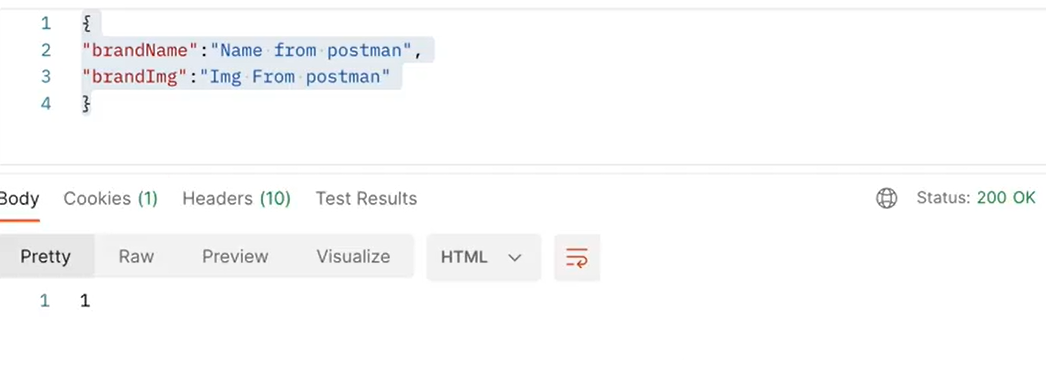 1 {
2 "brandName":"Name from postman",
3 "brandImg":"Img From postman"
4 }
Body Cookies (1) Headers (10) Test Results Status: 200 OK
Pretty Raw Preview Visualize HTML
1 1